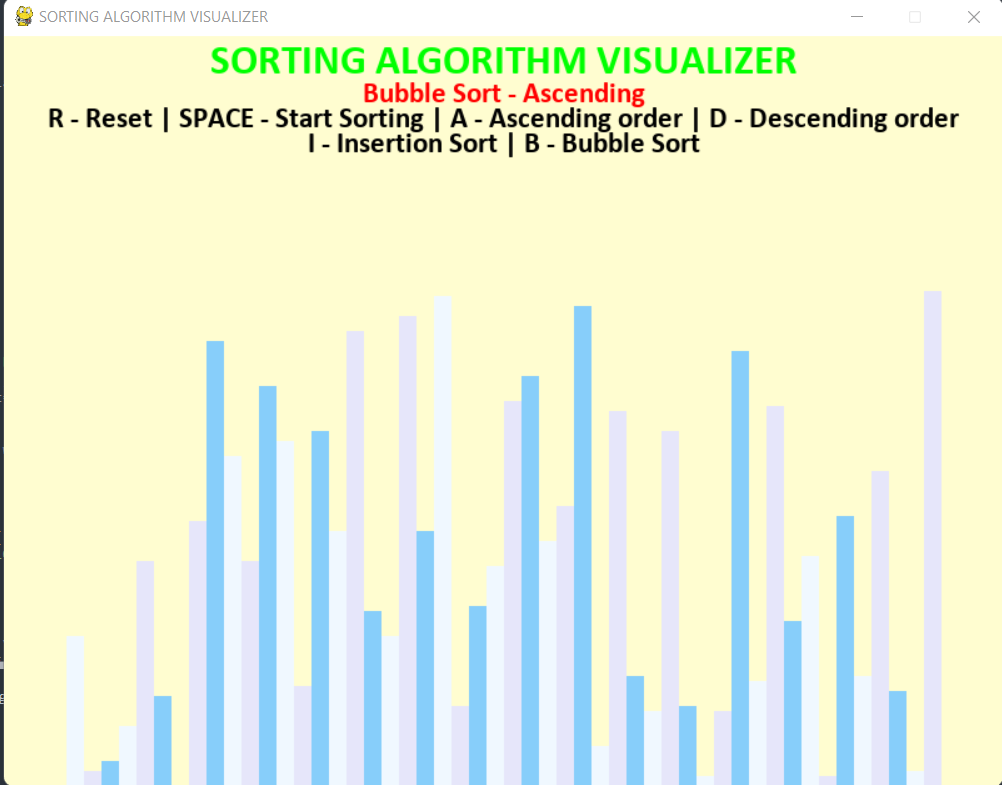 SORTING ALGORITHM VISUALIZER
SORTING ALGORITHM VISUALIZER
Bubble Sort - Ascending
R - Reset | SPACE - Start Sorting | A - Ascending order | D - Descending order
I - Insertion Sort | B - Bubble Sort